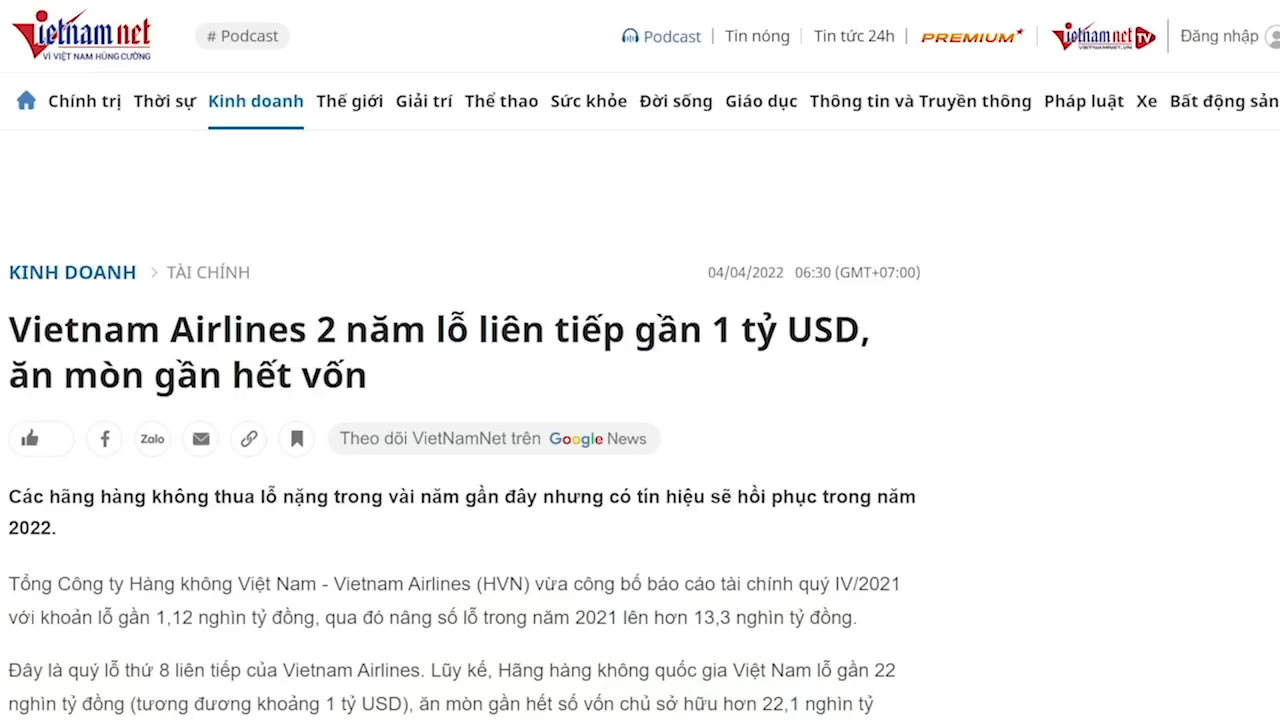 Vietnamnet
VÌ VIỆT NAM HÙNG CƯỜNG
# Podcast
Podcast
Tin nóng
Tin tức 24h
PREMIUM
Vietnamnet TV
VIETNAMNET.VN
Đăng nhập
Chính trị Thời sự Kinh doanh Thế giới Giải trí Thể thao Sức khỏe Đời sống Giáo dục Thông tin và Truyền thông Pháp luật Xe Bất động sản
KINH DOANH > TÀI CHÍNH
04/04/2022 06:30 (GMT+07:00)
Vietnam Airlines 2 năm lỗ liên tiếp gần 1 tỷ USD,
ăn mòn gần hết vốn
Zalo
Theo dõi VietNamNet trên Google News
Các hãng hàng không thua lỗ nặng trong vài năm gần đây nhưng có tín hiệu sẽ hồi phục trong năm
2022.
Tổng Công ty Hàng không Việt Nam - Vietnam Airlines (HVN) vừa công bố báo cáo tài chính quý IV/2021
với khoản lỗ gần 1,12 nghìn tỷ đồng, qua đó nâng số lỗ trong năm 2021 lên hơn 13,3 nghìn tỷ đồng.
Đây là quý lỗ thứ 8 liên tiếp của Vietnam Airlines. Lũy kế, Hãng hàng không quốc gia Việt Nam lỗ gần 22
nghìn tỷ đồng (tương đương khoảng 1 tỷ USD), ăn mòn gần hết số vốn chủ sở hữu hơn 22,1 nghìn tỷ